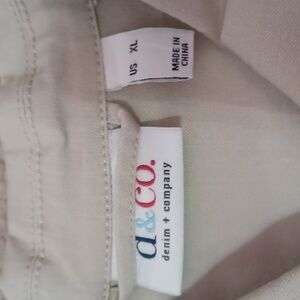 US XL
MADE IN
CHINA
d&co.
denim + company